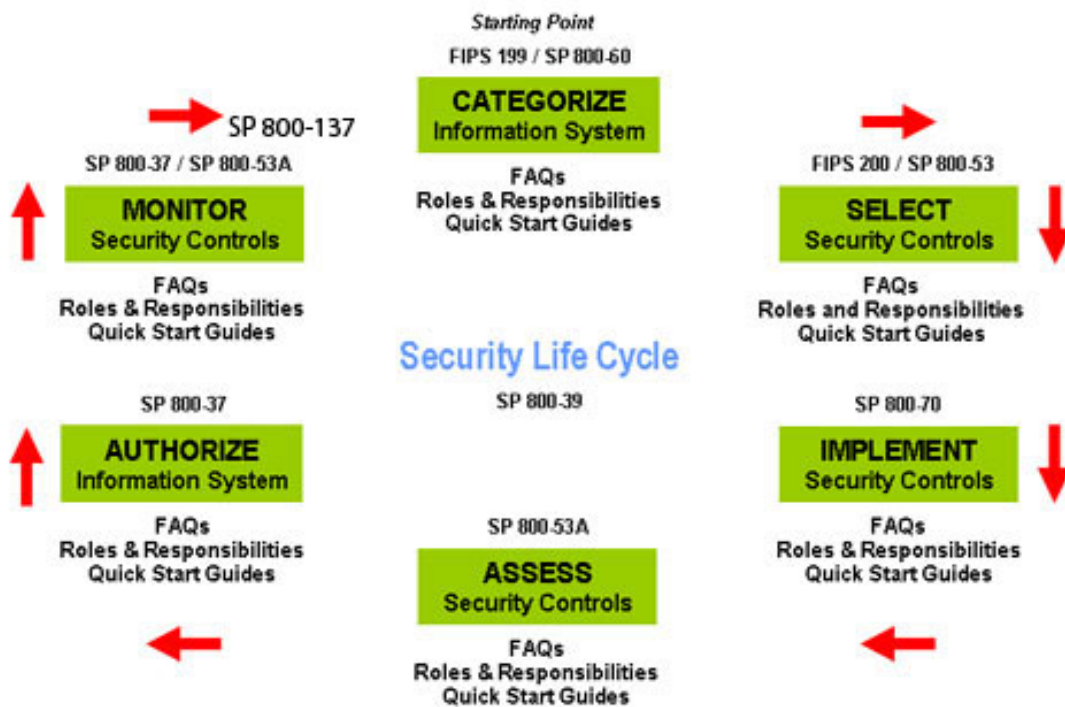 Starting Point
FIPS 199 / SP 800-60
CATEGORIZE
Information System
FAQs
Roles & Responsibilities
Quick Start Guides
SP 800-137
SP 800-37 / SP 800-53A
MONITOR
Security Controls
FAQs
Roles & Responsibilities
Quick Start Guides
FIPS 200 / SP 800-53
SELECT
Security Controls
FAQs
Roles and Responsibilities
Quick Start Guides
Security Life Cycle
SP 800-39
SP 800-37
AUTHORIZE
Information System
FAQs
Roles & Responsibilities
Quick Start Guides
SP 800-70
IMPLEMENT
Security Controls
FAQs
Roles & Responsibilities
Quick Start Guides
SP 800-53A
ASSESS
Security Controls
FAQs
Roles & Responsibilities
Quick Start Guides